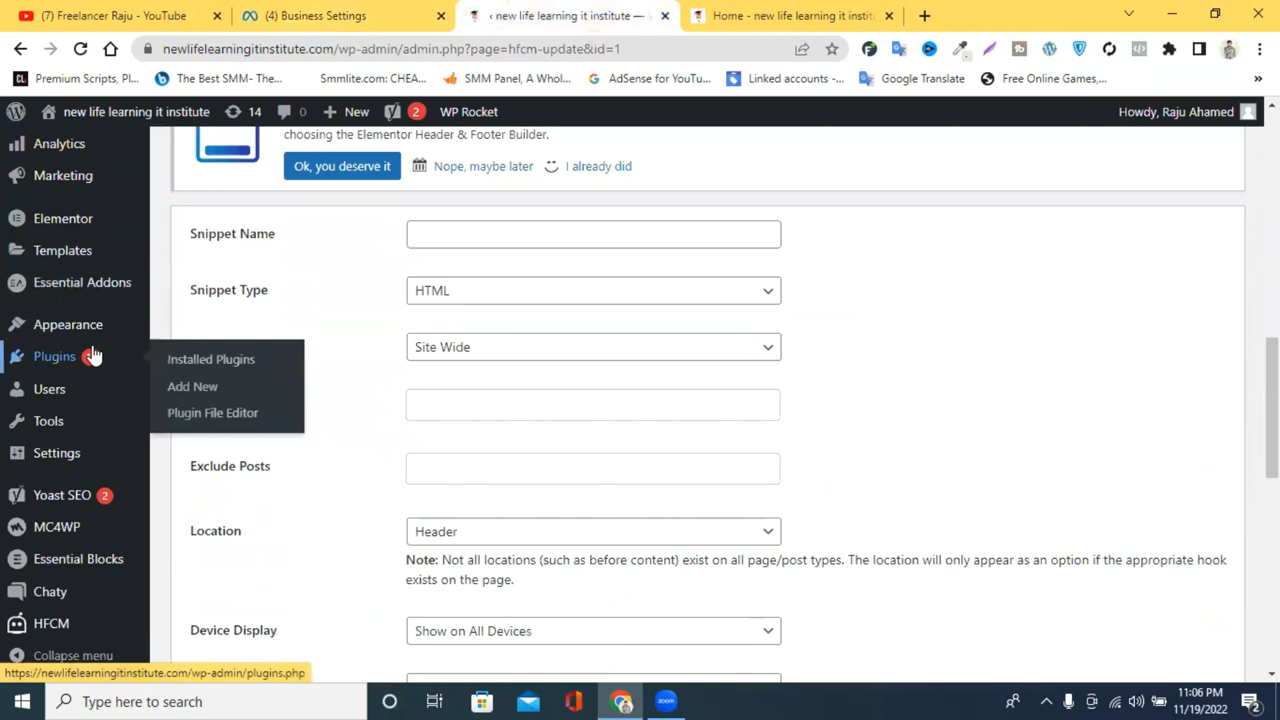 (7) Freelancer Raju - YouTube
(4) Business Settings
‹ new life learning it institute —
Home - new life learning it instit
newlifelearningitinstitute.com/wp-admin/admin.php?page=hfcm-update&id=1
Premium Scripts, Pl...
The Best SMM- The...
Smmlite.com: CHEA...
SMM Panel, A Whol...
AdSense for YouTu...
Linked accounts -...
Google Translate
Free Online Games,...
»
new life learning it institute
14
0
New
2
WP Rocket
Howdy, Raju Ahamed
choosing the Elementor Header & Footer Builder.
Ok, you deserve it
Nope, maybe later
I already did
Analytics
Marketing
Elementor
Templates
Essential Addons
Appearance
Plugins
Users
Tools
Settings
Yoast SEO 2
MC4WP
Essential Blocks
Chaty
HFCM
Collapse menu
Installed Plugins
Add New
Plugin File Editor
Snippet Name
Snippet Type
HTML
Site Wide
Exclude Posts
Location
Header
Note: Not all locations (such as before content) exist on all page/post types. The location will only appear as an option if the appropriate hook
exists on the page.
Device Display
Show on All Devices
https://newlifelearningitinstitute.com/wp-admin/plugins.php
Type here to search
zoom
11:06 PM
11/19/2022
2